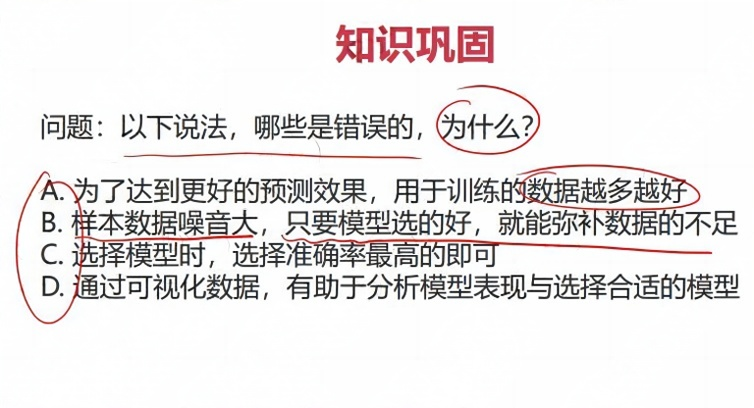 知识巩固
问题：以下说法，哪些是错误的，为什么？
A. 为了达到更好的预测效果，用于训练的数据越多越好
B. 样本数据噪音大，只要模型选的好，就能弥补数据的不足
C. 选择模型时，选择准确率最高的即可
D. 通过可视化数据，有助于分析模型表现与选择合适的模型